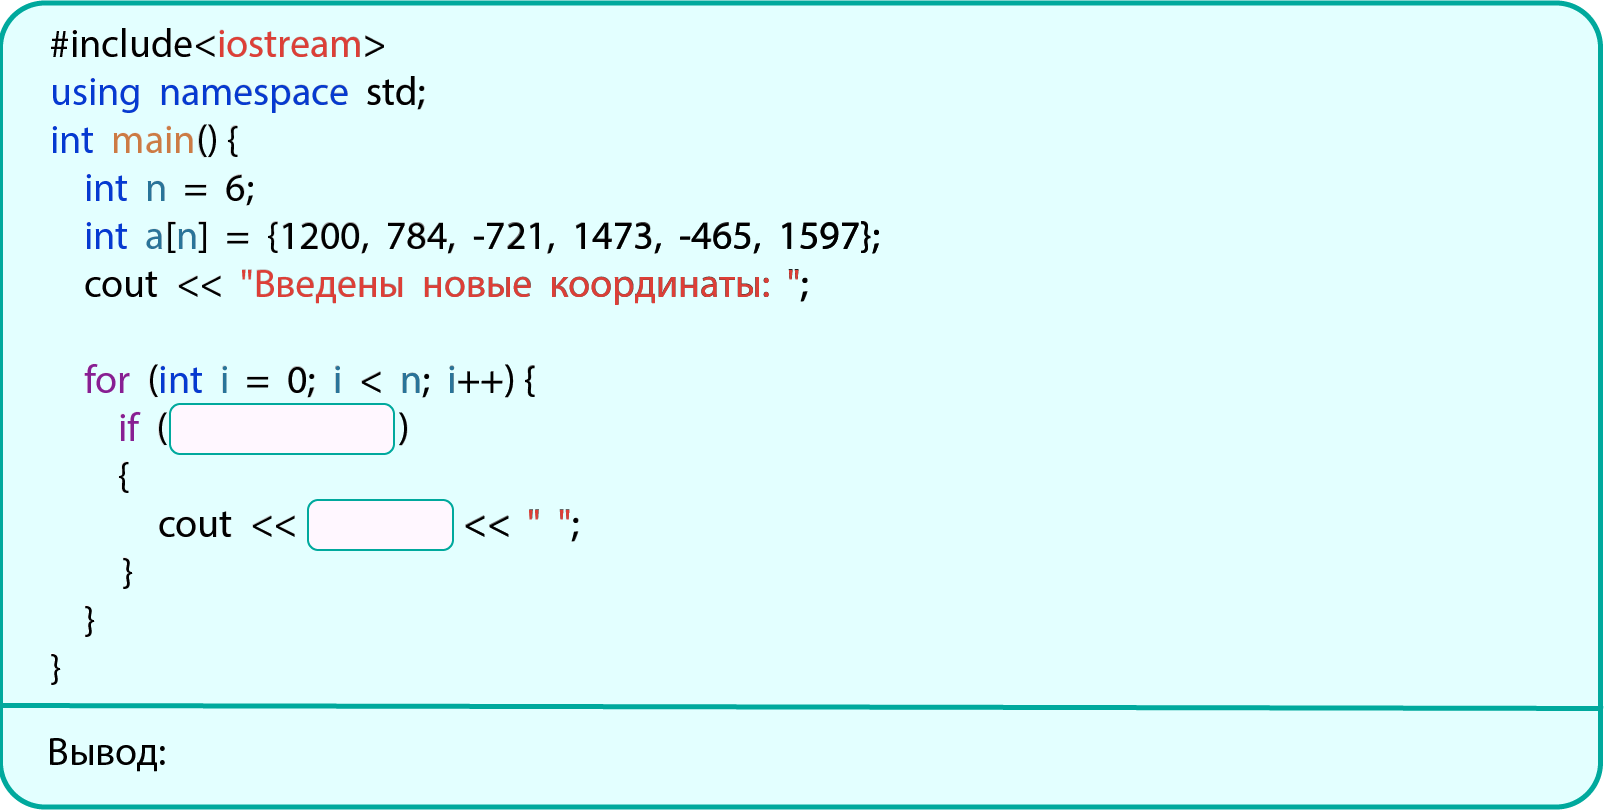 #include<iostream>
using namespace std;
int main() {
int n = 6;
int a[n] = {1200, 784, -721, 1473, -465, 1597};
cout << "Введены новые координаты: ";
for (int i = 0; i < n; i++) {
if ( )
{
cout << << " ";
}
}
}
Вывод: